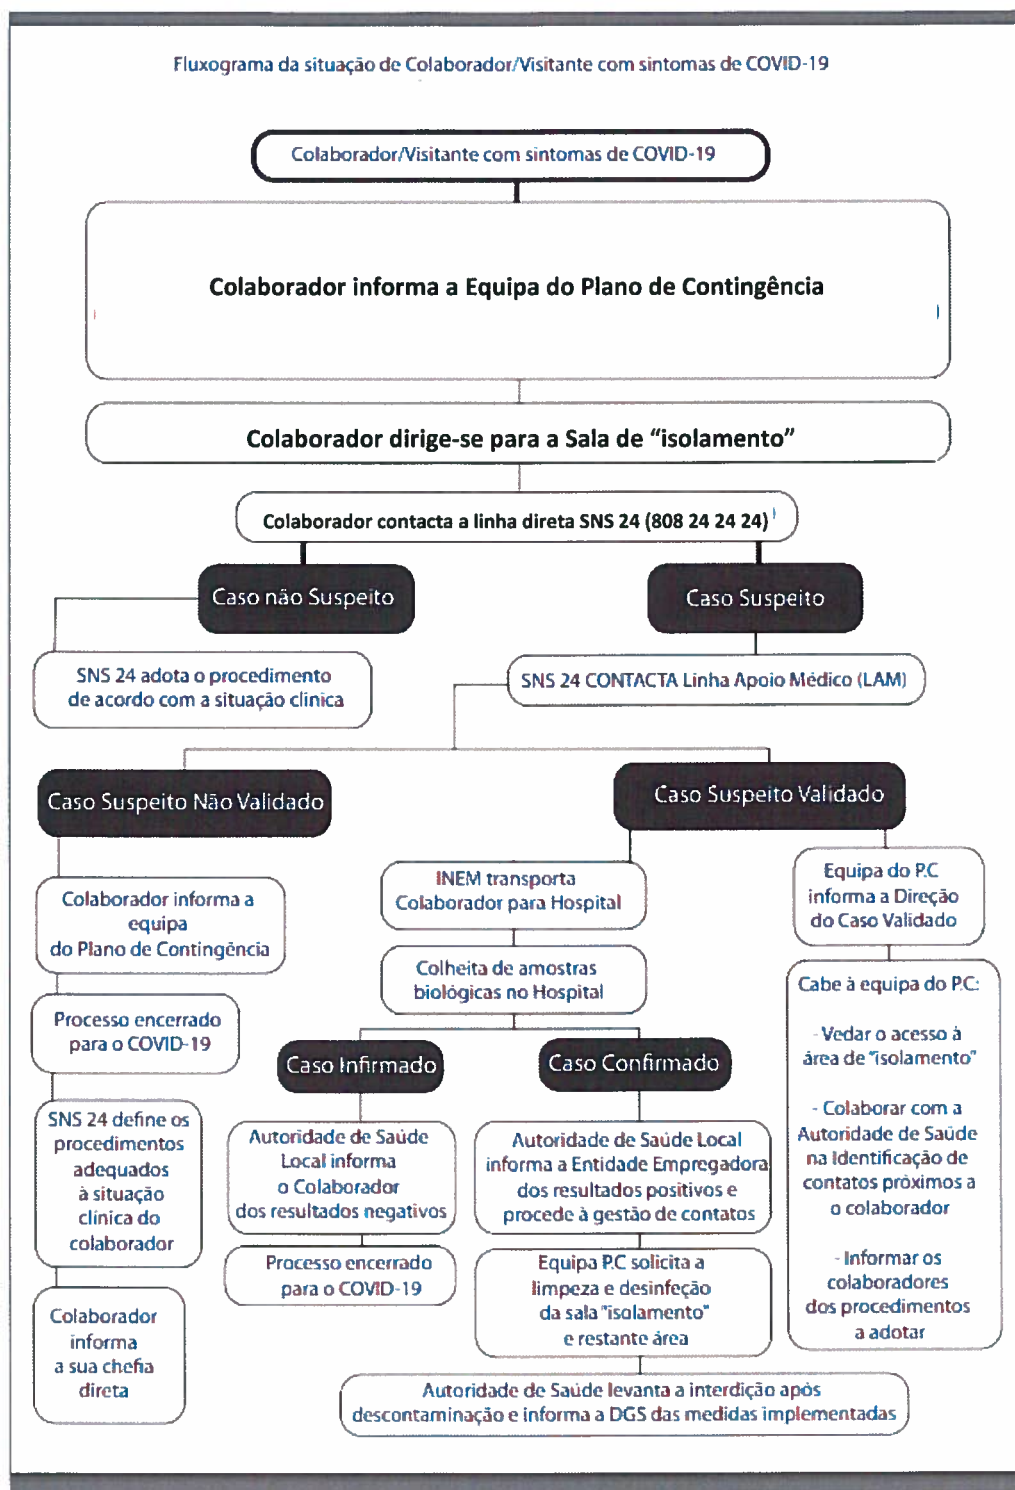 Fluxograma da situação de Colaborador/Visitante com sintomas de COVID-19
Colaborador/Visitante com sintomas de COVID-19
Colaborador informa a Equipa do Plano de Contingência
Colaborador dirige-se para a Sala de "isolamento"
Colaborador contacta a linha direta SNS 24 (808 24 24 24)
Caso não Suspeito
Caso Suspeito
SNS 24 adota o procedimento
de acordo com a situação clinica
SNS 24 CONTACTA Linha Apoio Médico (LAM)
Caso Suspeito Não Validado
Caso Suspeito Validado
Colaborador informa a
equipa
do Plano de Contingência
Processo encerrado
para o COVID-19
SNS 24 define os
procedimentos
adequados
à situação
clinica do
colaborador
Colaborador
informa
a sua chefia
direta
INEM transporta
Colaborador para Hospital
Colheita de amostras
biológicas no Hospital
Caso Infirmado
Caso Confirmado
Autoridade de Saúde
Local informa
o Colaborador
dos resultados negativos
Processo encerrado
para o COVID-19
Autoridade de Saúde Local
informa a Entidade Empregadora
dos resultados positivos e
procede à gestão de contatos
Equipa P.C solicita a
limpeza e desinfeção
da sala "isolamento"
e restante área
Autoridade de Saúde levanta a interdição após
descontaminação e informa a DGS das medidas implementadas
Equipa do P.C
informa a Direção
do Caso Validado
Cabe à equipa do P.C:
- Vedar o acesso à
área de "isolamento"
- Colaborar com a
Autoridade de Saúde
na Identificação de
contatos próximos a
o colaborador
- Informar os
colaboradores
dos procedimentos
a adotar